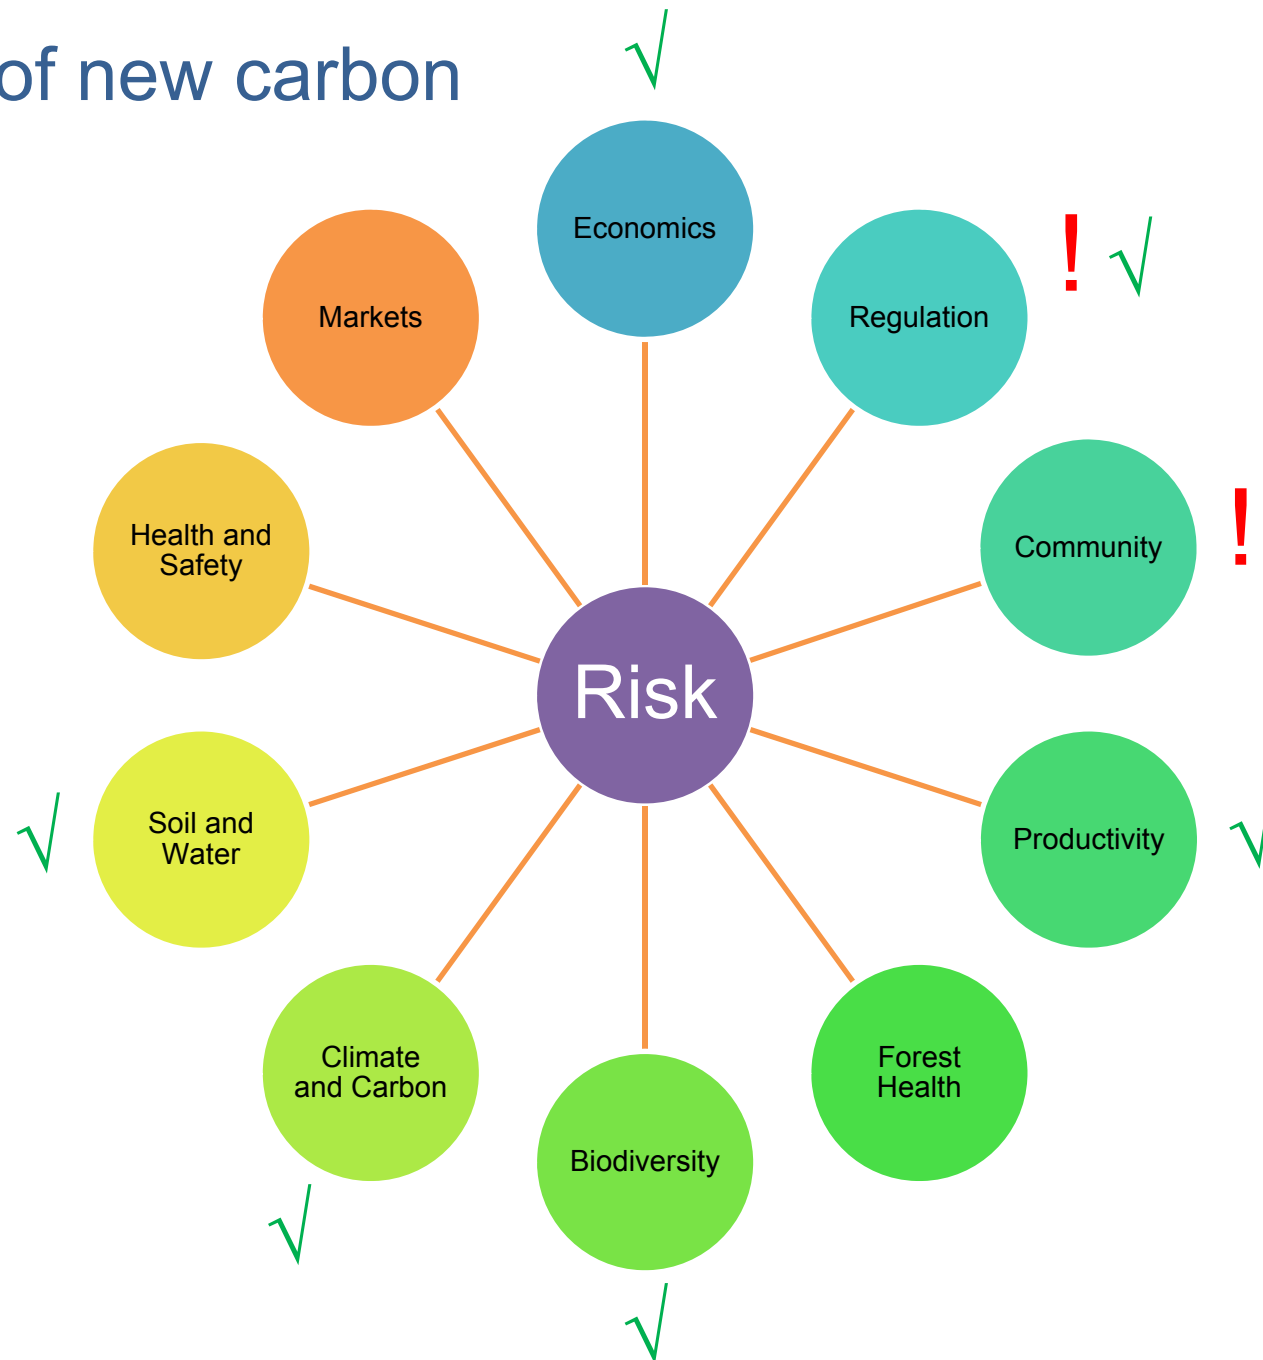 of new carbon
√
Economics
Markets
Regulation
! √
Health and
Safety
Community
!
Risk
Soil and
Water
√
Productivity
√
Climate
and Carbon
√
Forest
Health
Biodiversity
√